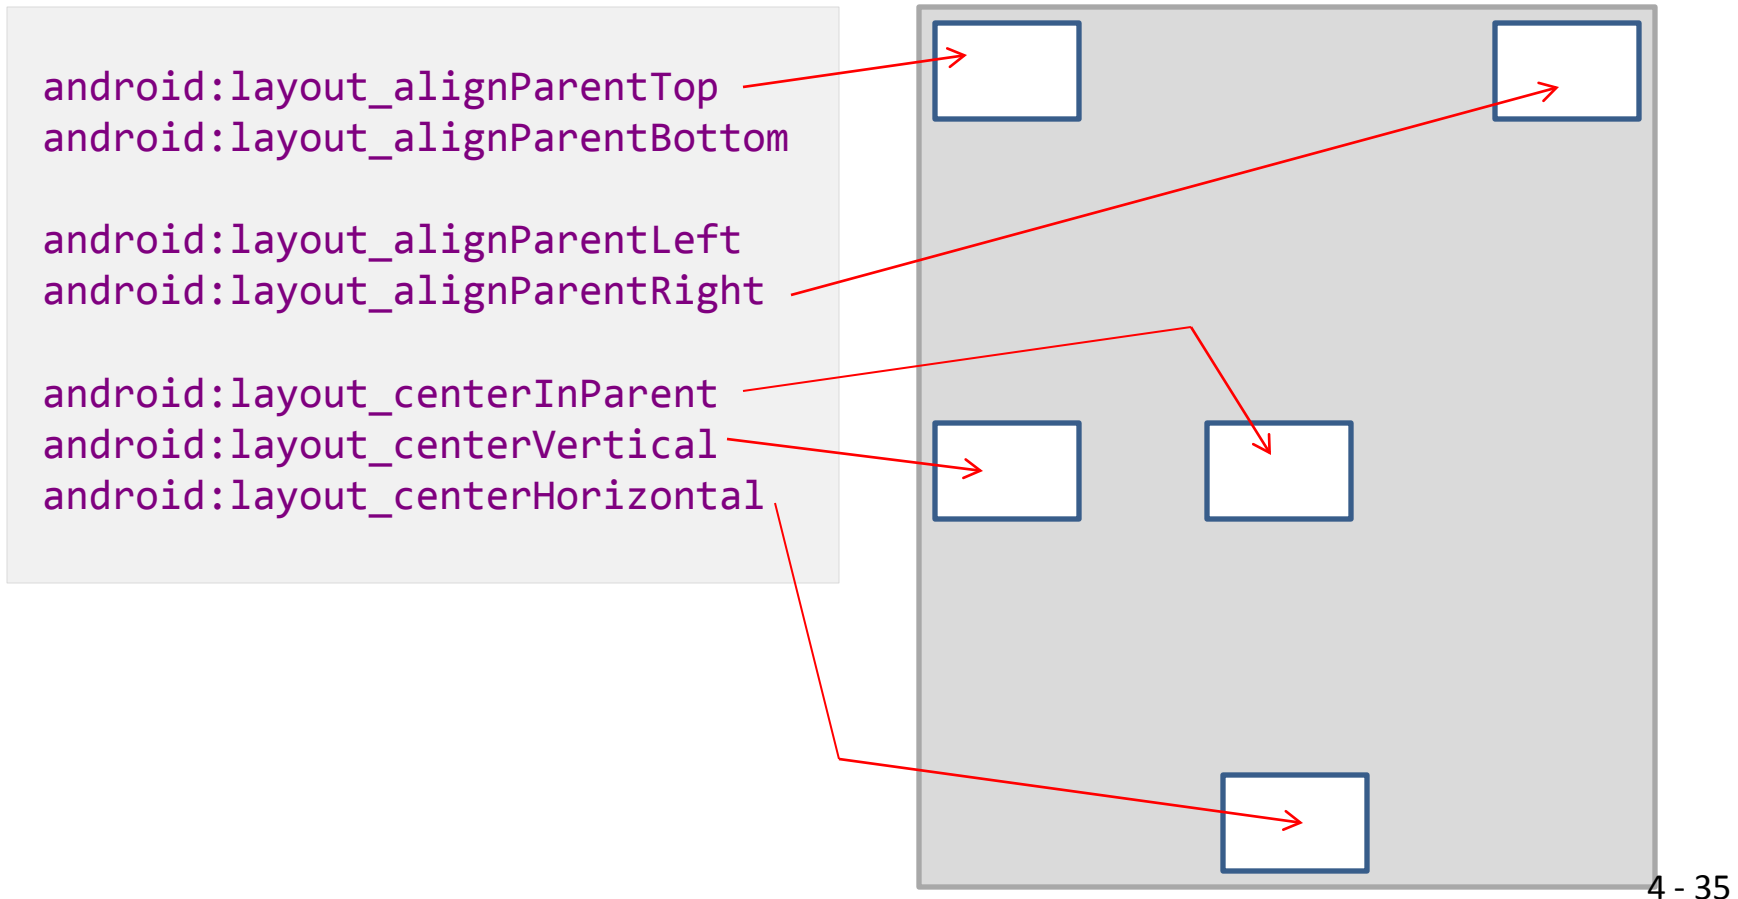 android:layout_alignParentTop
android:layout_alignParentBottom
android:layout_alignParentLeft
android:layout_alignParentRight
android:layout_centerInParent
android:layout_centerVertical
android:layout_centerHorizontal
4 - 35